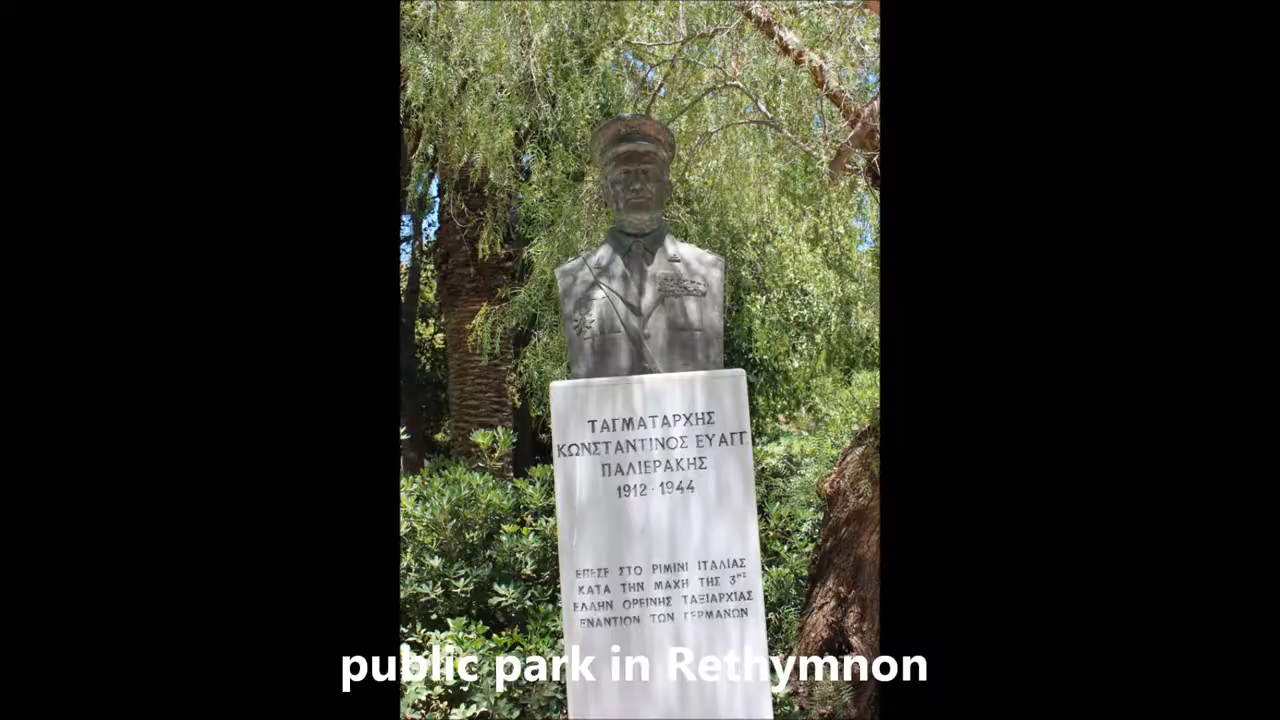 ΤΑΓΜΑΤΑΡΧΗΣ
ΚΩΝΣΤΑΝΤΙΝΟΣ ΕΥΑΓΓ.
ΠΑΛΙΕΡΑΚΗΣ
1912-1944
ΕΠΕΣΕ ΣΤΟ ΡΙΜΙΝΙ ΙΤΑΛΙΑΣ
ΚΑΤΑ ΤΗΝ ΜΑΧΗ ΤΗΣ 3ΗΣ
ΕΛΛΗΝ ΟΡΕΙΝΗΣ ΤΑΞΙΑΡΧΙΑΣ
ΕΝΑΝΤΙΟΝ ΤΩΝ ΓΕΡΜΑΝΩΝ
public park in Rethymnon